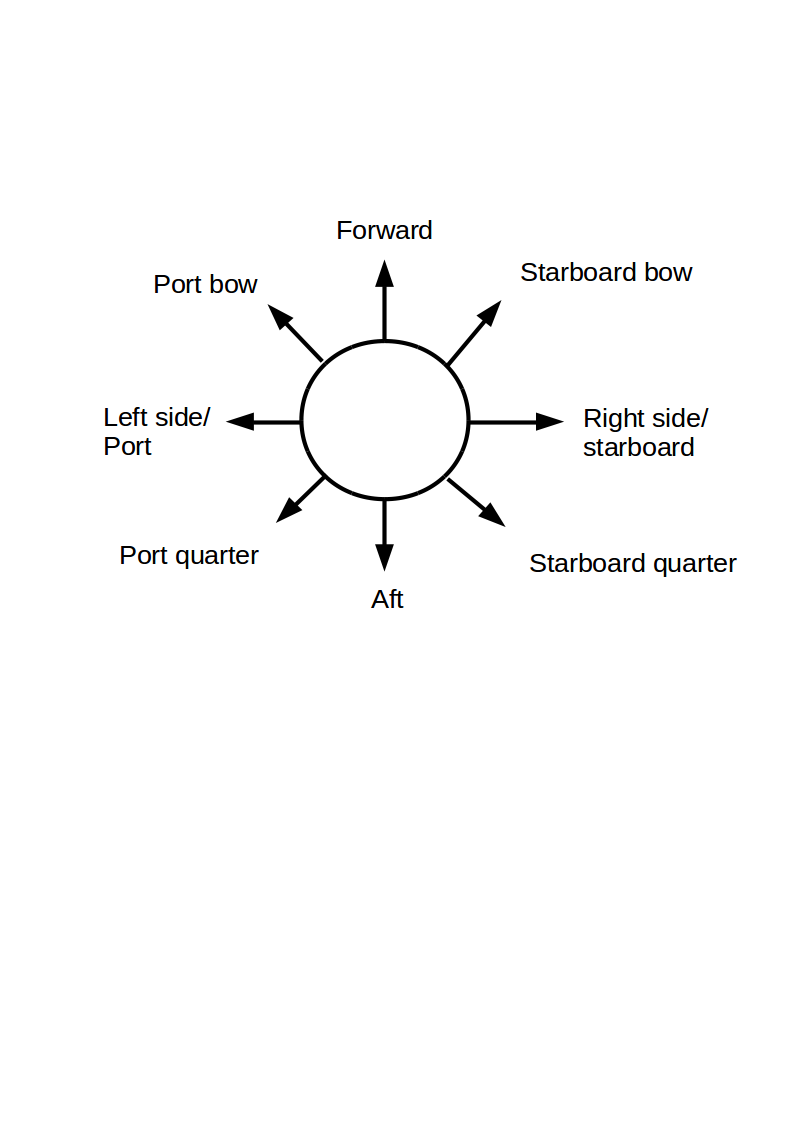 Forward
Port bow
Starboard bow
Left side/
Port
Right side/
starboard
Port quarter
Starboard quarter
Aft